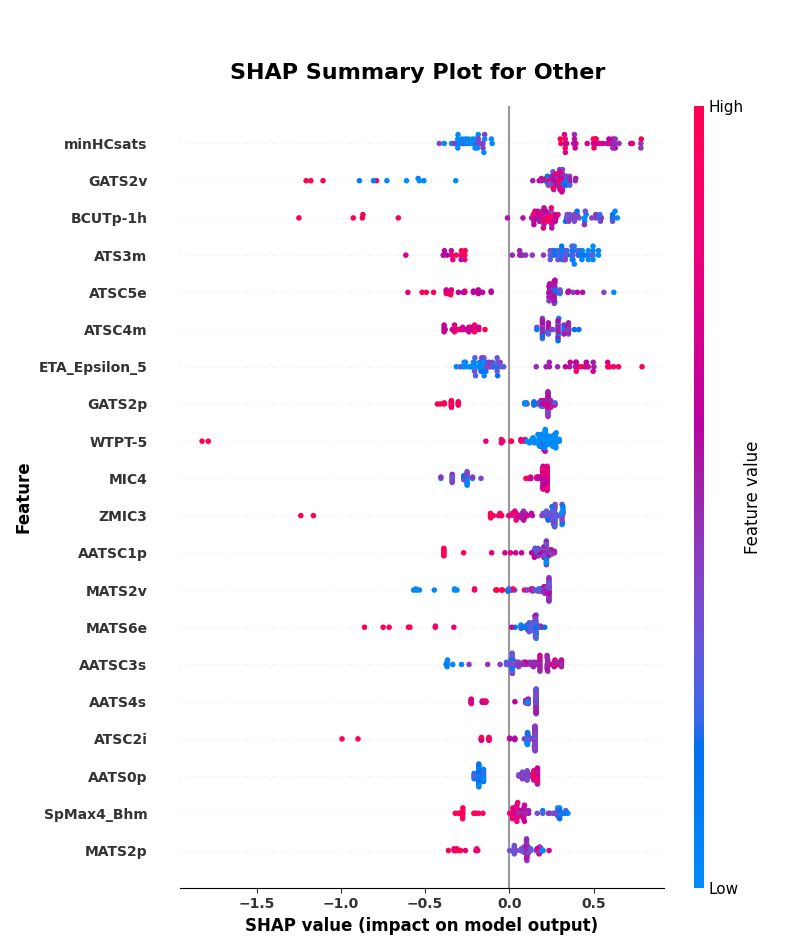 SHAP Summary Plot for Other
High
minHCsats
GATS2v
BCUTp-1h
ATS3m
ATSC5e
ATSC4m
ETA_Epsilon_5
GATS2p
WTPT-5
MIC4
ZMIC3
AATSC1p
MATS2v
MATS6e
AATSC3s
AATS4s
ATSC2i
AATS0p
SpMax4_Bhm
MATS2p
Feature
Feature value
Low
−1.5 −1.0 −0.5 0.0 0.5
SHAP value (impact on model output)